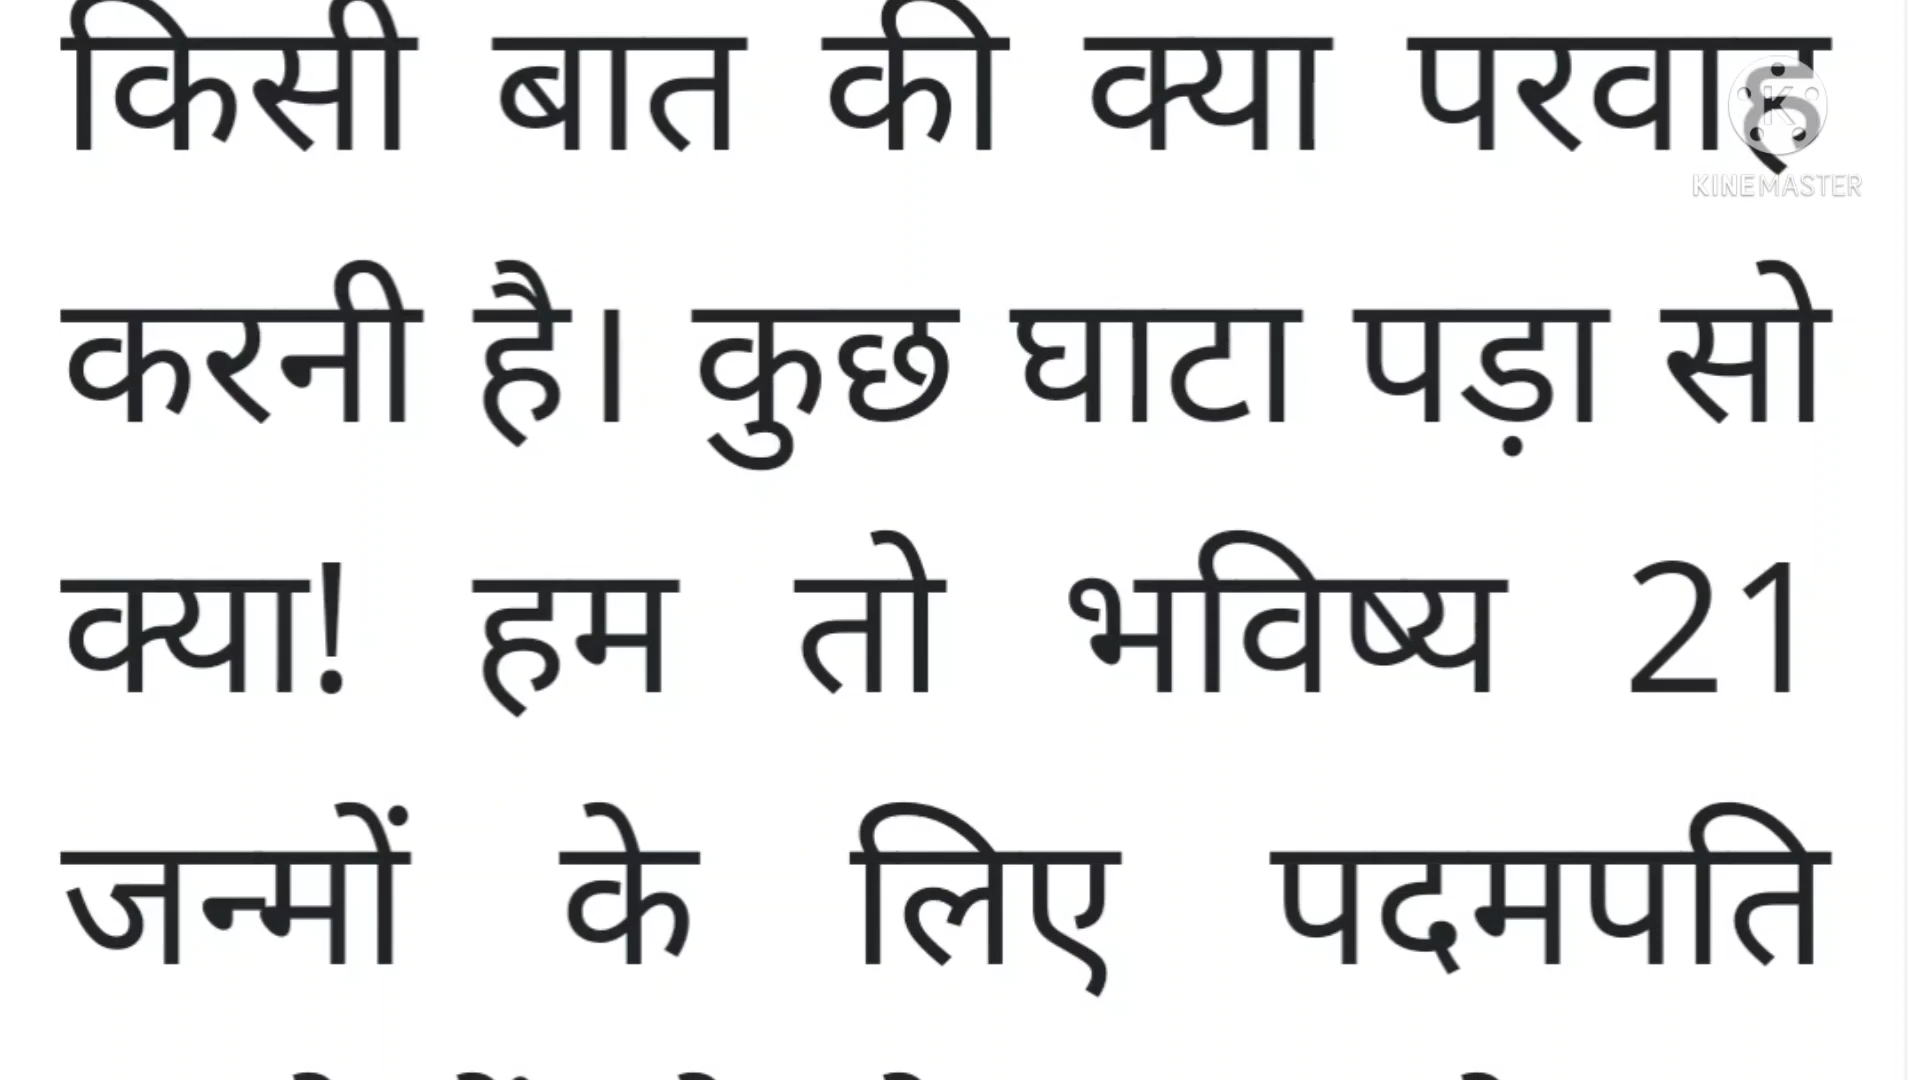 किसी बात की क्या परवाह
KINEMASTER
करनी है। कुछ घाटा पड़ा सो
क्या! हम तो भविष्य 21
जन्मों के लिए पदमपति